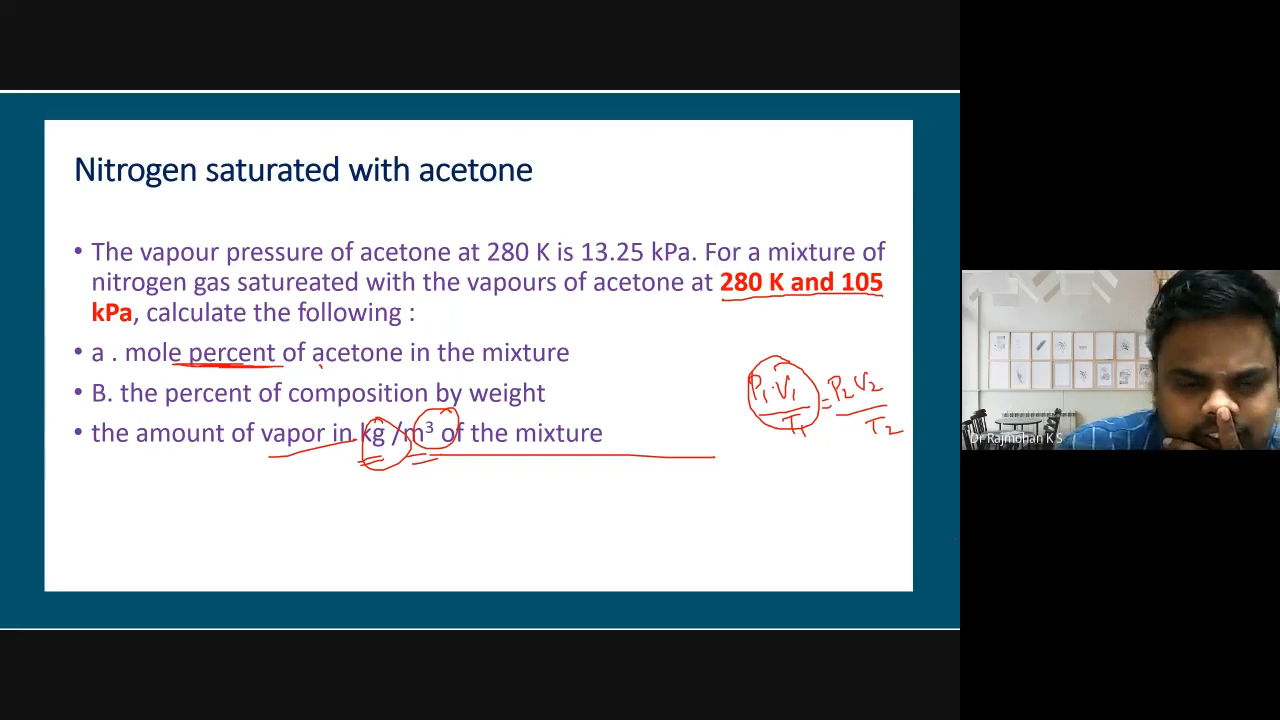 Nitrogen saturated with acetone
• The vapour pressure of acetone at 280 K is 13.25 kPa. For a mixture of
nitrogen gas satureated with the vapours of acetone at 280 K and 105
kPa, calculate the following :
• a . mole percent of acetone in the mixture
• B. the percent of composition by weight
• the amount of vapor in kg /m³ of the mixture
P₁·V₁/T₁ = P₂V₂/T₂
Dr Rajmohan K S